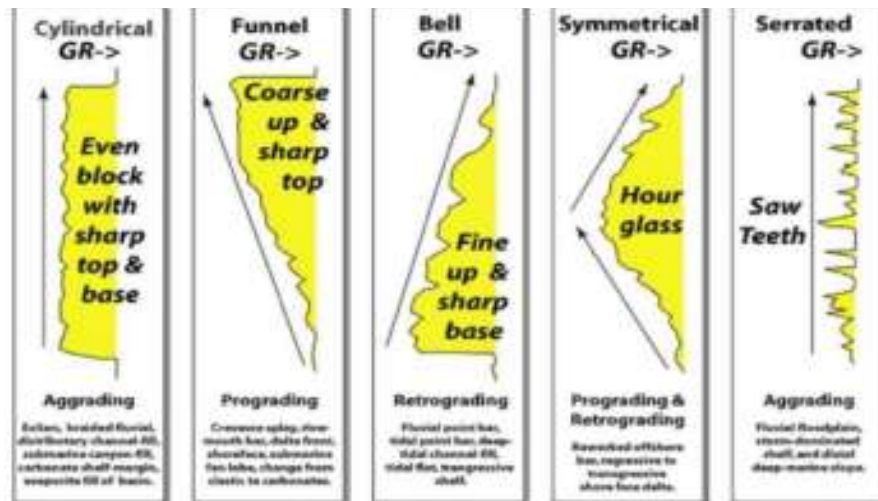 Cylindrical
GR->
Even
block
with
sharp
top &
base
Aggrading
Eolian, braided fluvial,
distributary channel-fill,
submarine canyon-fill,
carbonate shelf-margin,
evaporite fill of basin.
Funnel
GR->
Coarse
up &
sharp
top
Prograding
Crevasse splay, river
mouth bar, delta front,
shoreface, submarine
fan lobe, change from
clastic to carbonates.
Bell
GR->
Fine
up &
sharp
base
Retrograding
Fluvial point bar,
tidal point bar, deep-
tidal channel-fill,
tidal flat, transgressive
shelf.
Symmetrical
GR->
Hour
glass
Prograding &
Retrograding
Reworked offshore
bar, regressive to
transgressive
shore face delta.
Serrated
GR->
Saw
Teeth
Aggrading
Fluvial floodplain,
storm-dominated
shelf, and distal
deep-marine slope.